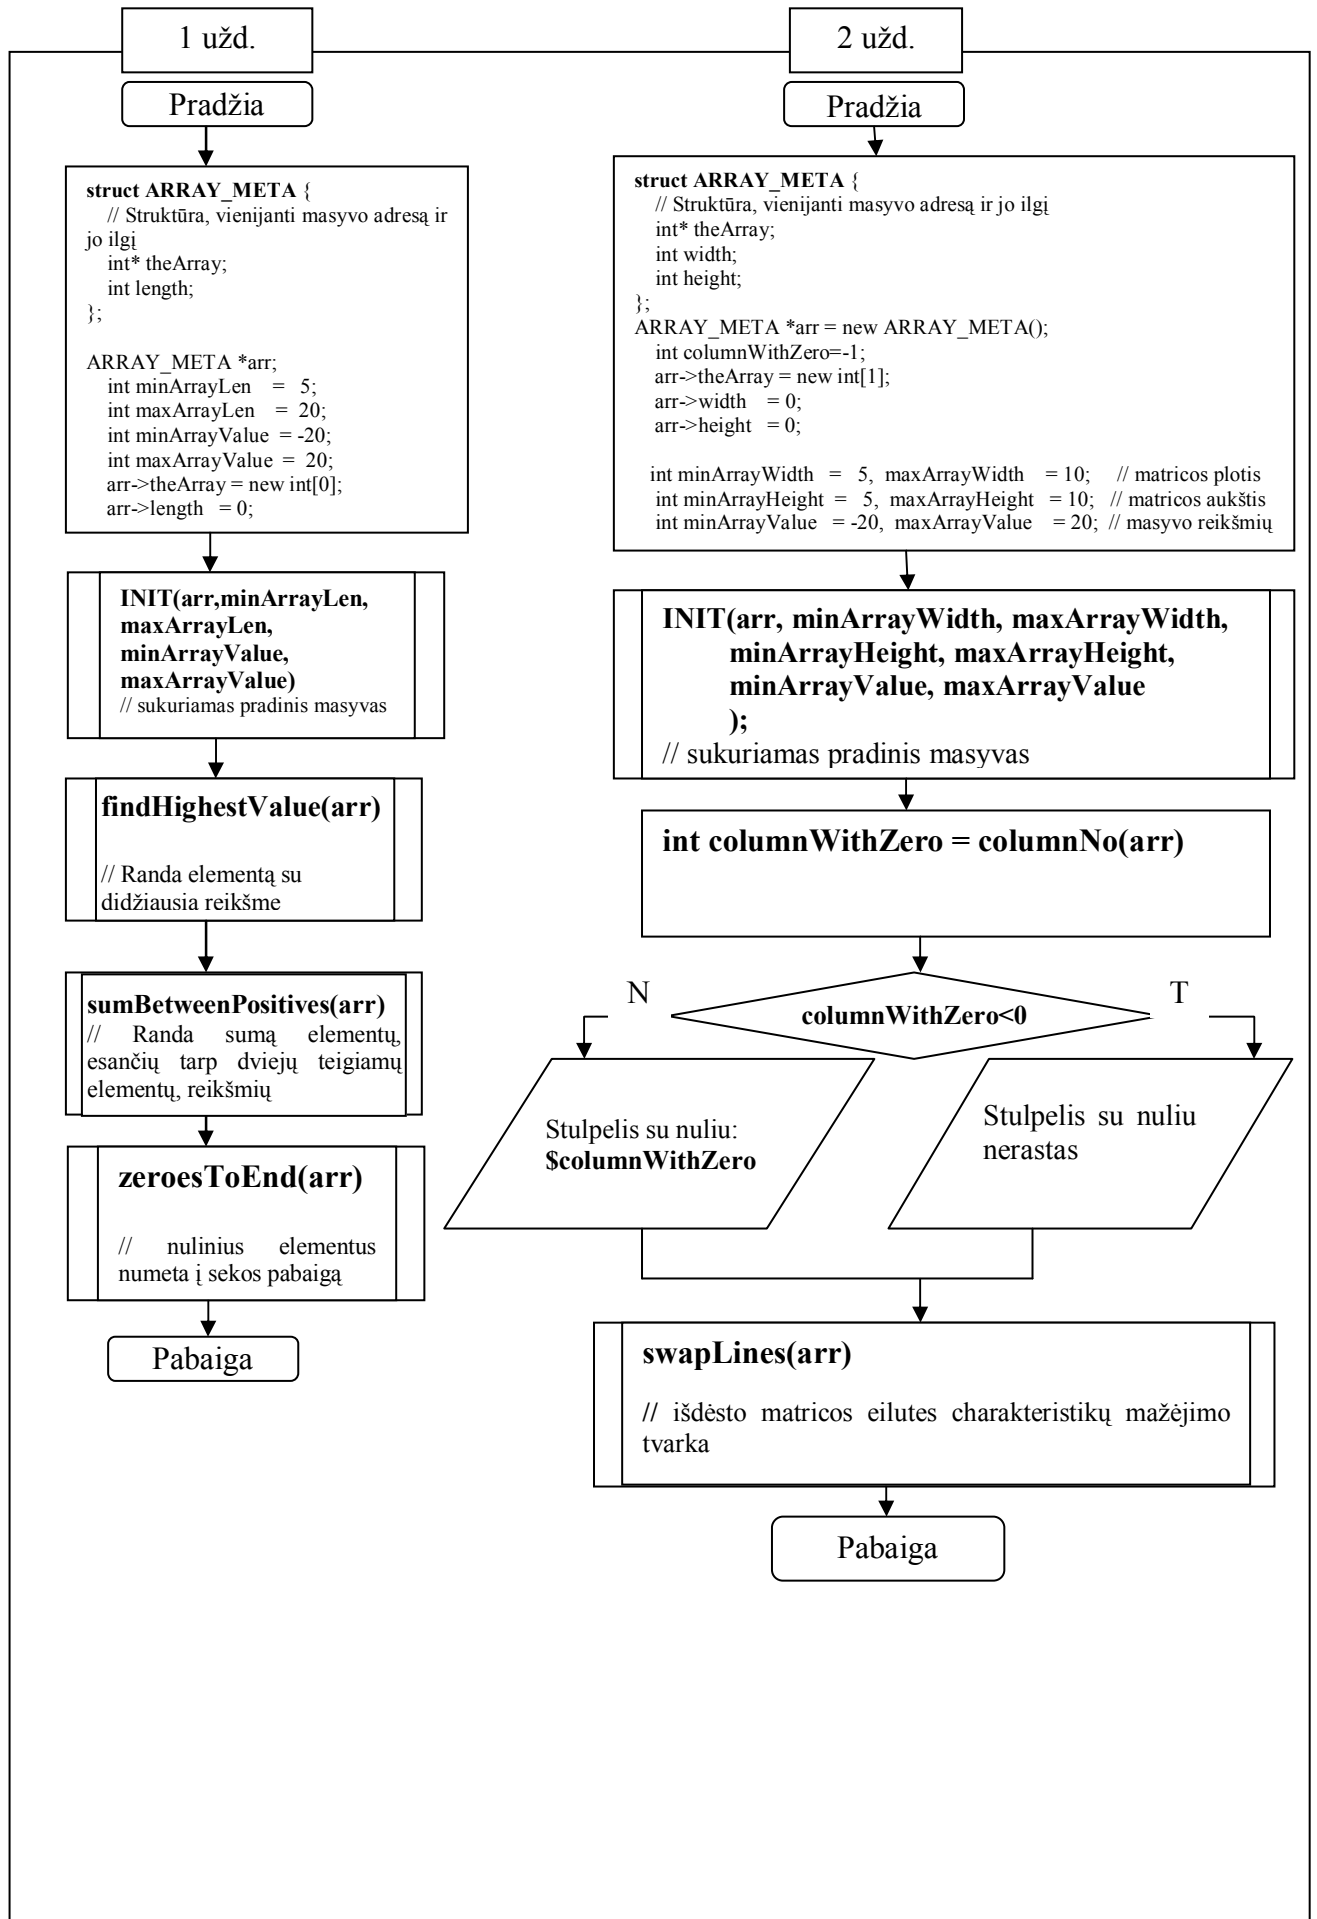 1 užd.
Pradžia
struct ARRAY_META {
// Struktūra, vienijanti masyvo adresą ir
jo ilgį
int* theArray;
int length;
};
ARRAY_META *arr;
int minArrayLen = 5;
int maxArrayLen = 20;
int minArrayValue = -20;
int maxArrayValue = 20;
arr->theArray = new int[0];
arr->length = 0;
INIT(arr,minArrayLen,
maxArrayLen,
minArrayValue,
maxArrayValue)
// sukuriamas pradinis masyvas
findHighestValue(arr)
// Randa elementą su
didžiausia reikšme
sumBetweenPositives(arr)
// Randa sumą elementų,
esančių tarp dviejų teigiamų
elementų, reikšmių
zeroesToEnd(arr)
// nulinius elementus
numeta į sekos pabaigą
Pabaiga
2 užd.
Pradžia
struct ARRAY_META {
// Struktūra, vienijanti masyvo adresą ir jo ilgį
int* theArray;
int width;
int height;
};
ARRAY_META *arr = new ARRAY_META();
int columnWithZero=-1;
arr->theArray = new int[1];
arr->width = 0;
arr->height = 0;
int minArrayWidth = 5, maxArrayWidth = 10; // matricos plotis
int minArrayHeight = 5, maxArrayHeight = 10; // matricos aukštis
int minArrayValue = -20, maxArrayValue = 20; // masyvo reikšmių
INIT(arr, minArrayWidth, maxArrayWidth,
minArrayHeight, maxArrayHeight,
minArrayValue, maxArrayValue
);
// sukuriamas pradinis masyvas
int columnWithZero = columnNo(arr)
N
columnWithZero<0
T
Stulpelis su nuliu:
$columnWithZero
Stulpelis su nuliu
nerastas
swapLines(arr)
// išdėsto matricos eilutes charakteristikų mažėjimo
tvarka
Pabaiga